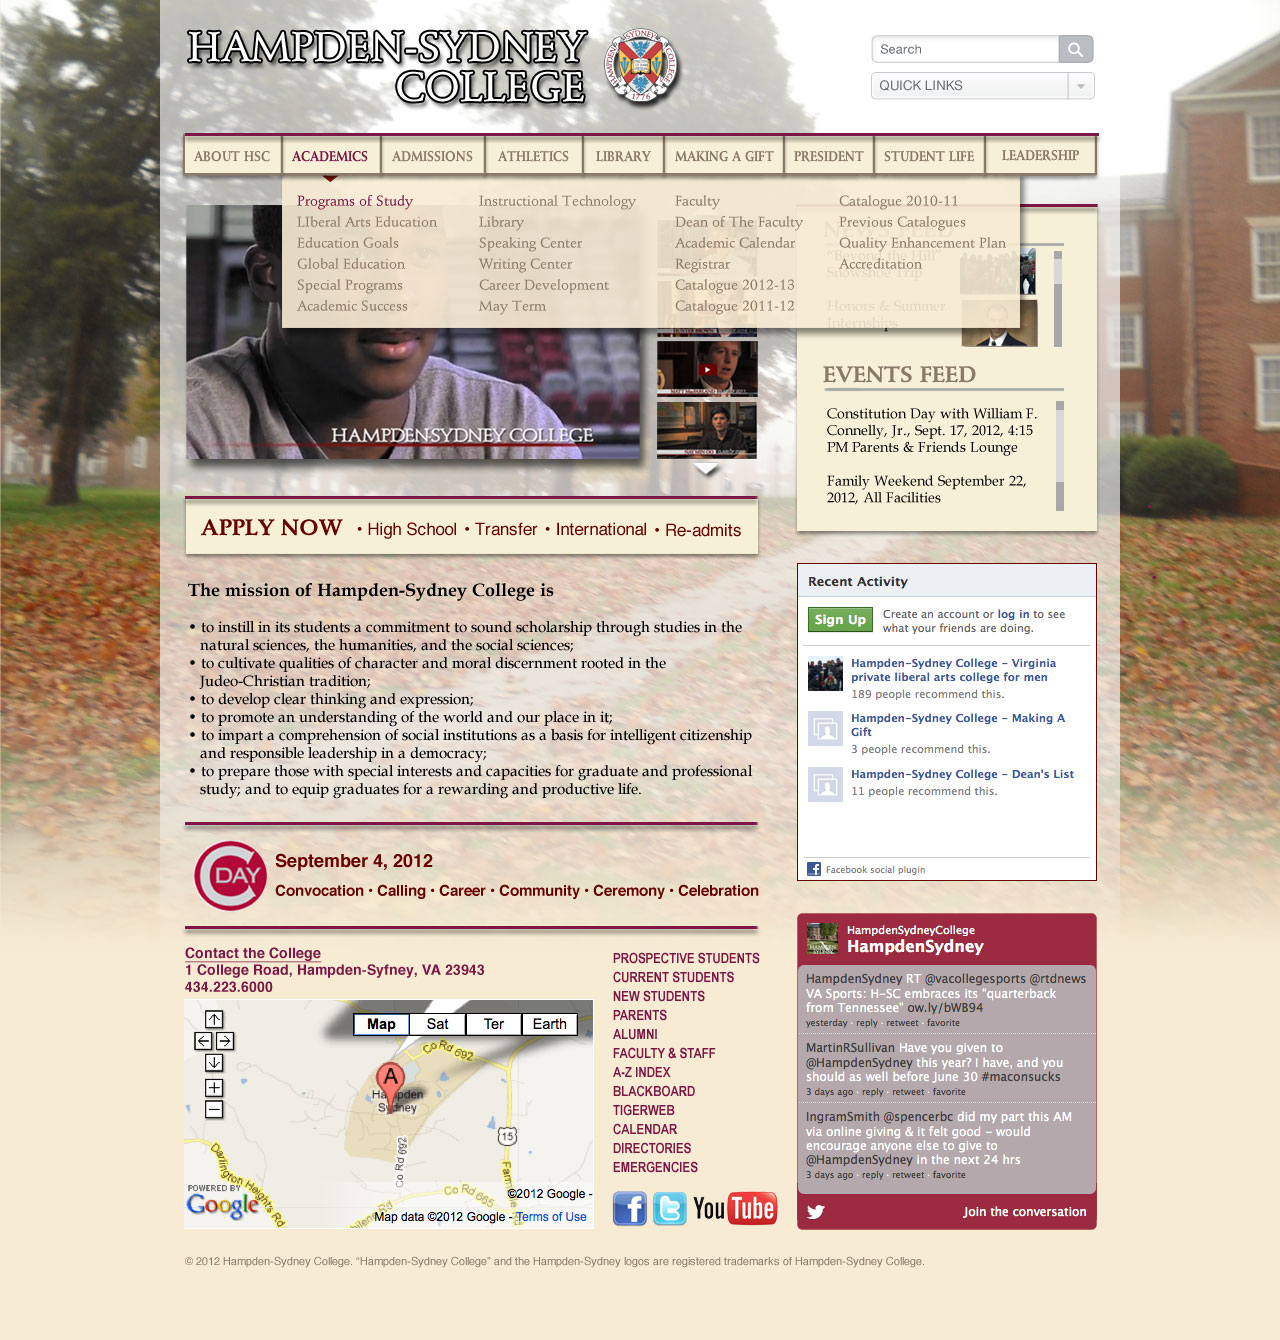 HAMPDEN-SYDNEY
COLLEGE
HAMPDEN SYDNEY COLLEGE
1776
Search
QUICK LINKS
ABOUT HSC
ACADEMICS
ADMISSIONS
ATHLETICS
LIBRARY
MAKING A GIFT
PRESIDENT
STUDENT LIFE
LEADERSHIP
Programs of Study
LIberal Arts Education
Education Goals
Global Education
Special Programs
Academic Success
Instructional Technology
Library
Speaking Center
Writing Center
Career Development
May Term
Faculty
Dean of The Faculty
Academic Calendar
Registrar
Catalogue 2012-13
Catalogue 2011-12
Catalogue 2010-11
Previous Catalogues
Quality Enhancement Plan
Accreditation
NEWS FEED
"Beyond the Hill"
Snowshoe Trip
Honors & Summer
Internships
HAMPDEN-SYDNEY COLLEGE
EVENTS FEED
Constitution Day with William F.
Connelly, Jr., Sept. 17, 2012, 4:15
PM Parents & Friends Lounge
Family Weekend September 22,
2012, All Facilities
APPLY NOW • High School • Transfer • International • Re-admits
The mission of Hampden-Sydney College is
• to instill in its students a commitment to sound scholarship through studies in the
natural sciences, the humanities, and the social sciences;
• to cultivate qualities of character and moral discernment rooted in the
Judeo-Christian tradition;
• to develop clear thinking and expression;
• to promote an understanding of the world and our place in it;
• to impart a comprehension of social institutions as a basis for intelligent citizenship
and responsible leadership in a democracy;
• to prepare those with special interests and capacities for graduate and professional
study; and to equip graduates for a rewarding and productive life.
Recent Activity
Sign Up
Create an account or log in to see
what your friends are doing.
Hampden-Sydney College - Virginia
private liberal arts college for men
189 people recommend this.
Hampden-Sydney College - Making A
Gift
3 people recommend this.
Hampden-Sydney College - Dean's List
11 people recommend this.
Facebook social plugin
C DAY
September 4, 2012
Convocation • Calling • Career • Community • Ceremony • Celebration
Contact the College
1 College Road, Hampden-Syfney, VA 23943
434.223.6000
Map
Sat
Ter
Earth
Co Rd 692
A
Hampden
Sydney
15
Co Rd 692
Farm
Darlington Heights Rd
Co Rd 665
POWERED BY
Google
©2012 Google -
Map data ©2012 Google - Terms of Use
PROSPECTIVE STUDENTS
CURRENT STUDENTS
NEW STUDENTS
PARENTS
ALUMNI
FACULTY & STAFF
A-Z INDEX
BLACKBOARD
TIGERWEB
CALENDAR
DIRECTORIES
EMERGENCIES
f
t
YouTube
HAMPDEN
SYDNEY
HampdenSydneyCollege
HampdenSydney
HampdenSydney RT @vacollegesports @rtdnews
VA Sports: H-SC embraces its "quarterback
from Tennessee" ow.ly/bWB94
yesterday · reply · retweet · favorite
MartinRSullivan Have you given to
@HampdenSydney this year? I have, and you
should as well before June 30 #maconsucks
3 days ago · reply · retweet · favorite
IngramSmith @spencerbc did my part this AM
via online giving & it felt good - would
encourage anyone else to give to
@HampdenSydney in the next 24 hrs
3 days ago · reply · retweet · favorite
Join the conversation
© 2012 Hampden-Sydney College. "Hampden-Sydney College" and the Hampden-Sydney logos are registered trademarks of Hampden-Sydney College.